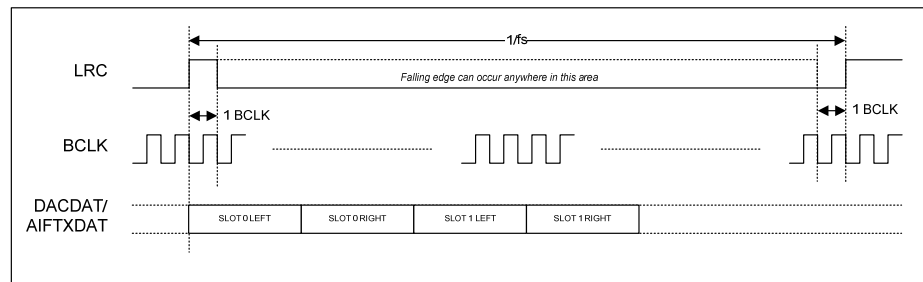 1/fs
LRC
Falling edge can occur anywhere in this area
1 BCLK
1 BCLK
BCLK
DACDAT/
AIFTXDAT
SLOT 0 LEFT
SLOT 0 RIGHT
SLOT 1 LEFT
SLOT 1 RIGHT